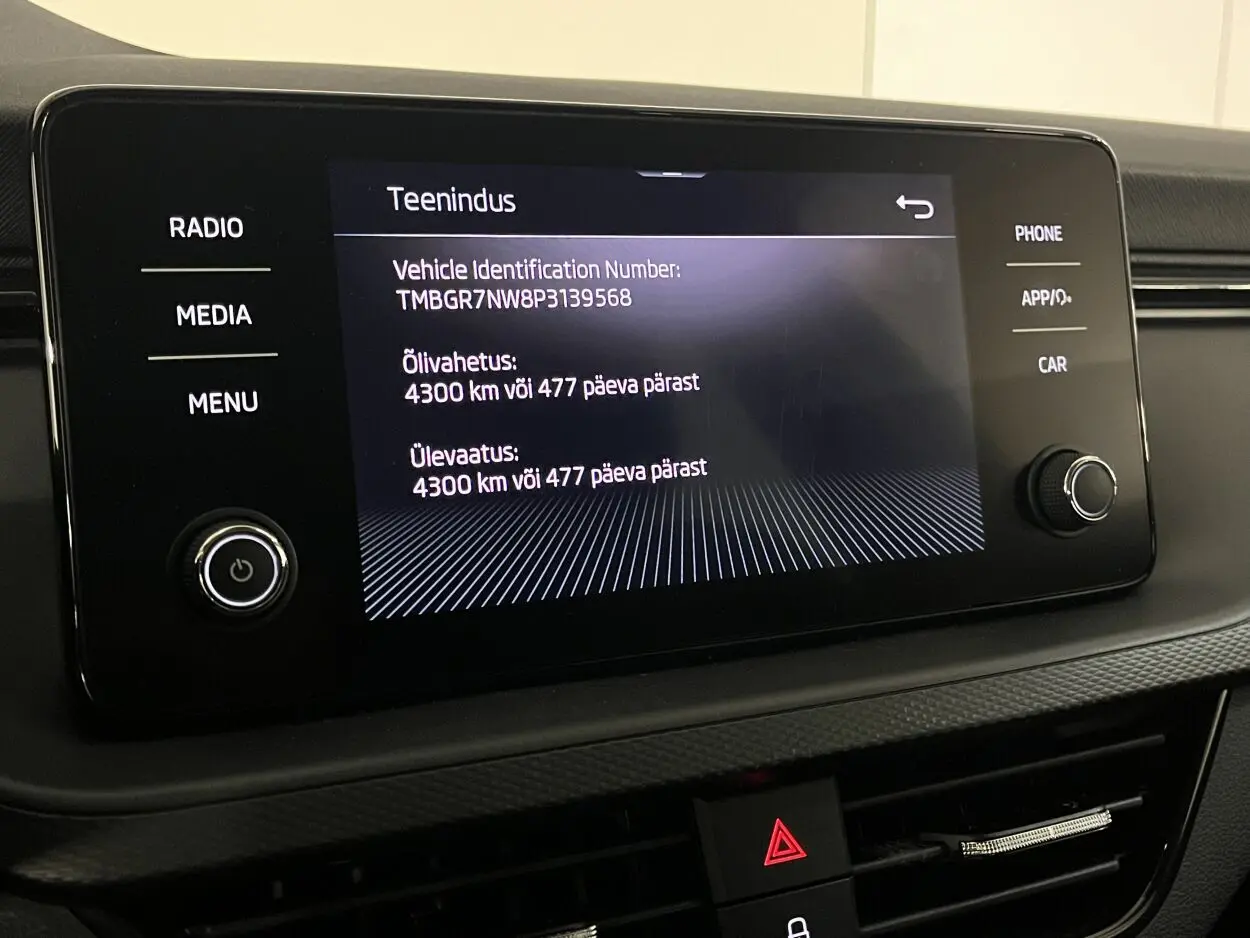 RADIO
MEDIA
MENU
Teenindus
Vehicle Identification Number:
TMBGR7NW8P3139568
Õlivahetus:
4300 km või 477 päeva pärast
Ülevaatus:
4300 km või 477 päeva pärast
PHONE
APP/
CAR